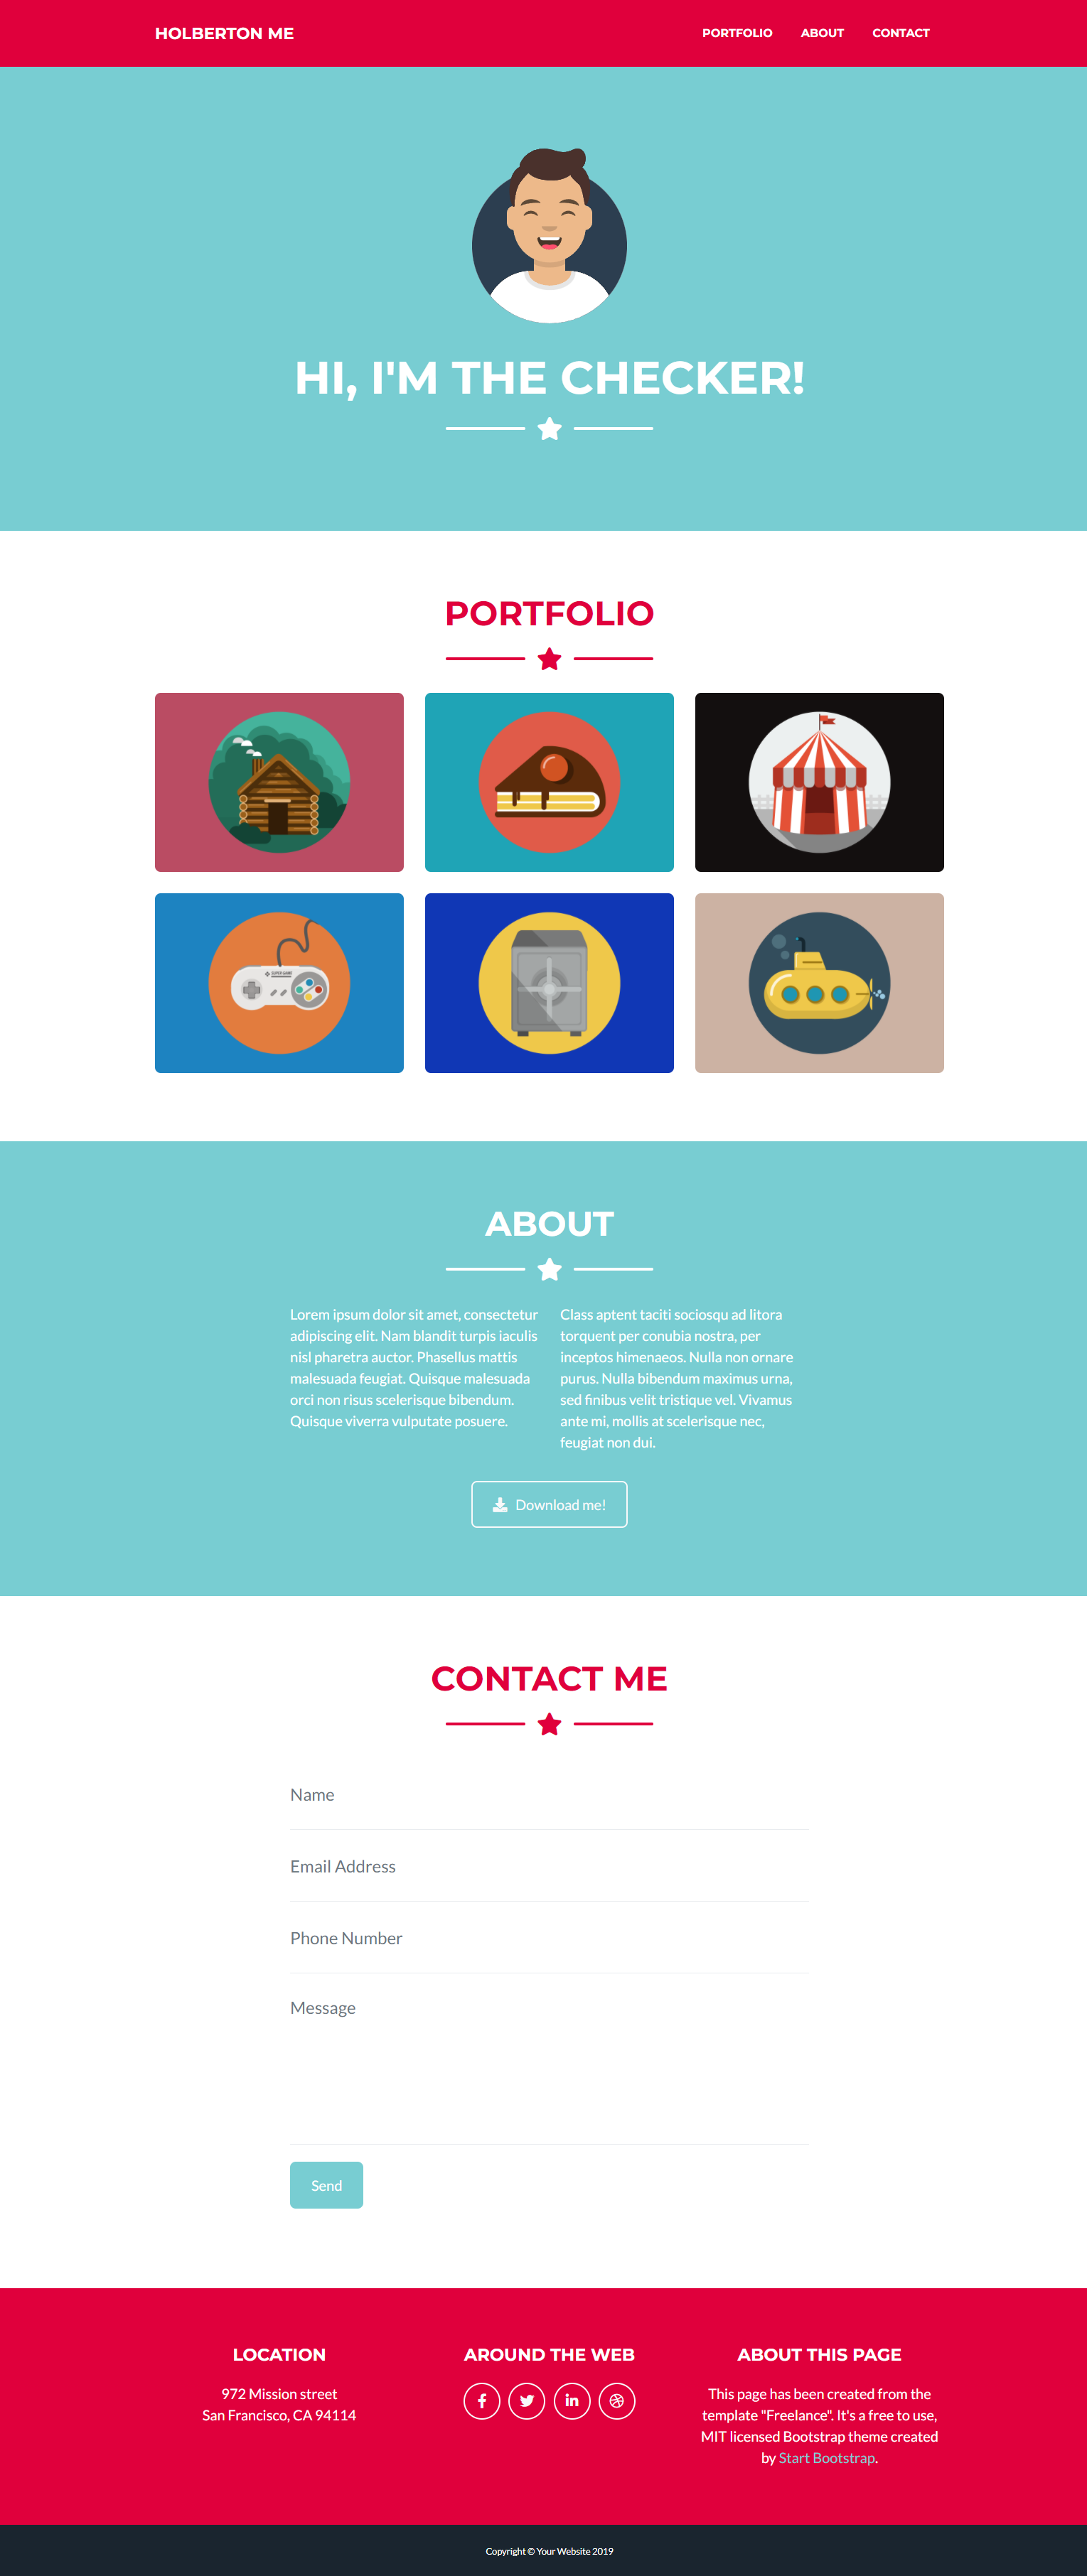 HOLBERTON ME
PORTFOLIO ABOUT CONTACT
HI, I'M THE CHECKER!
PORTFOLIO
SUPER GAME
ABOUT
Lorem ipsum dolor sit amet, consectetur
adipiscing elit. Nam blandit turpis iaculis
nisl pharetra auctor. Phasellus mattis
malesuada feugiat. Quisque malesuada
orci non risus scelerisque bibendum.
Quisque viverra vulputate posuere.
Class aptent taciti sociosqu ad litora
torquent per conubia nostra, per
inceptos himenaeos. Nulla non ornare
purus. Nulla bibendum maximus urna,
sed finibus velit tristique vel. Vivamus
ante mi, mollis at scelerisque nec,
feugiat non dui.
Download me!
CONTACT ME
Name
Email Address
Phone Number
Message
Send
LOCATION
972 Mission street
San Francisco, CA 94114
AROUND THE WEB
ABOUT THIS PAGE
This page has been created from the
template "Freelance". It's a free to use,
MIT licensed Bootstrap theme created
by Start Bootstrap.
Copyright © Your Website 2019